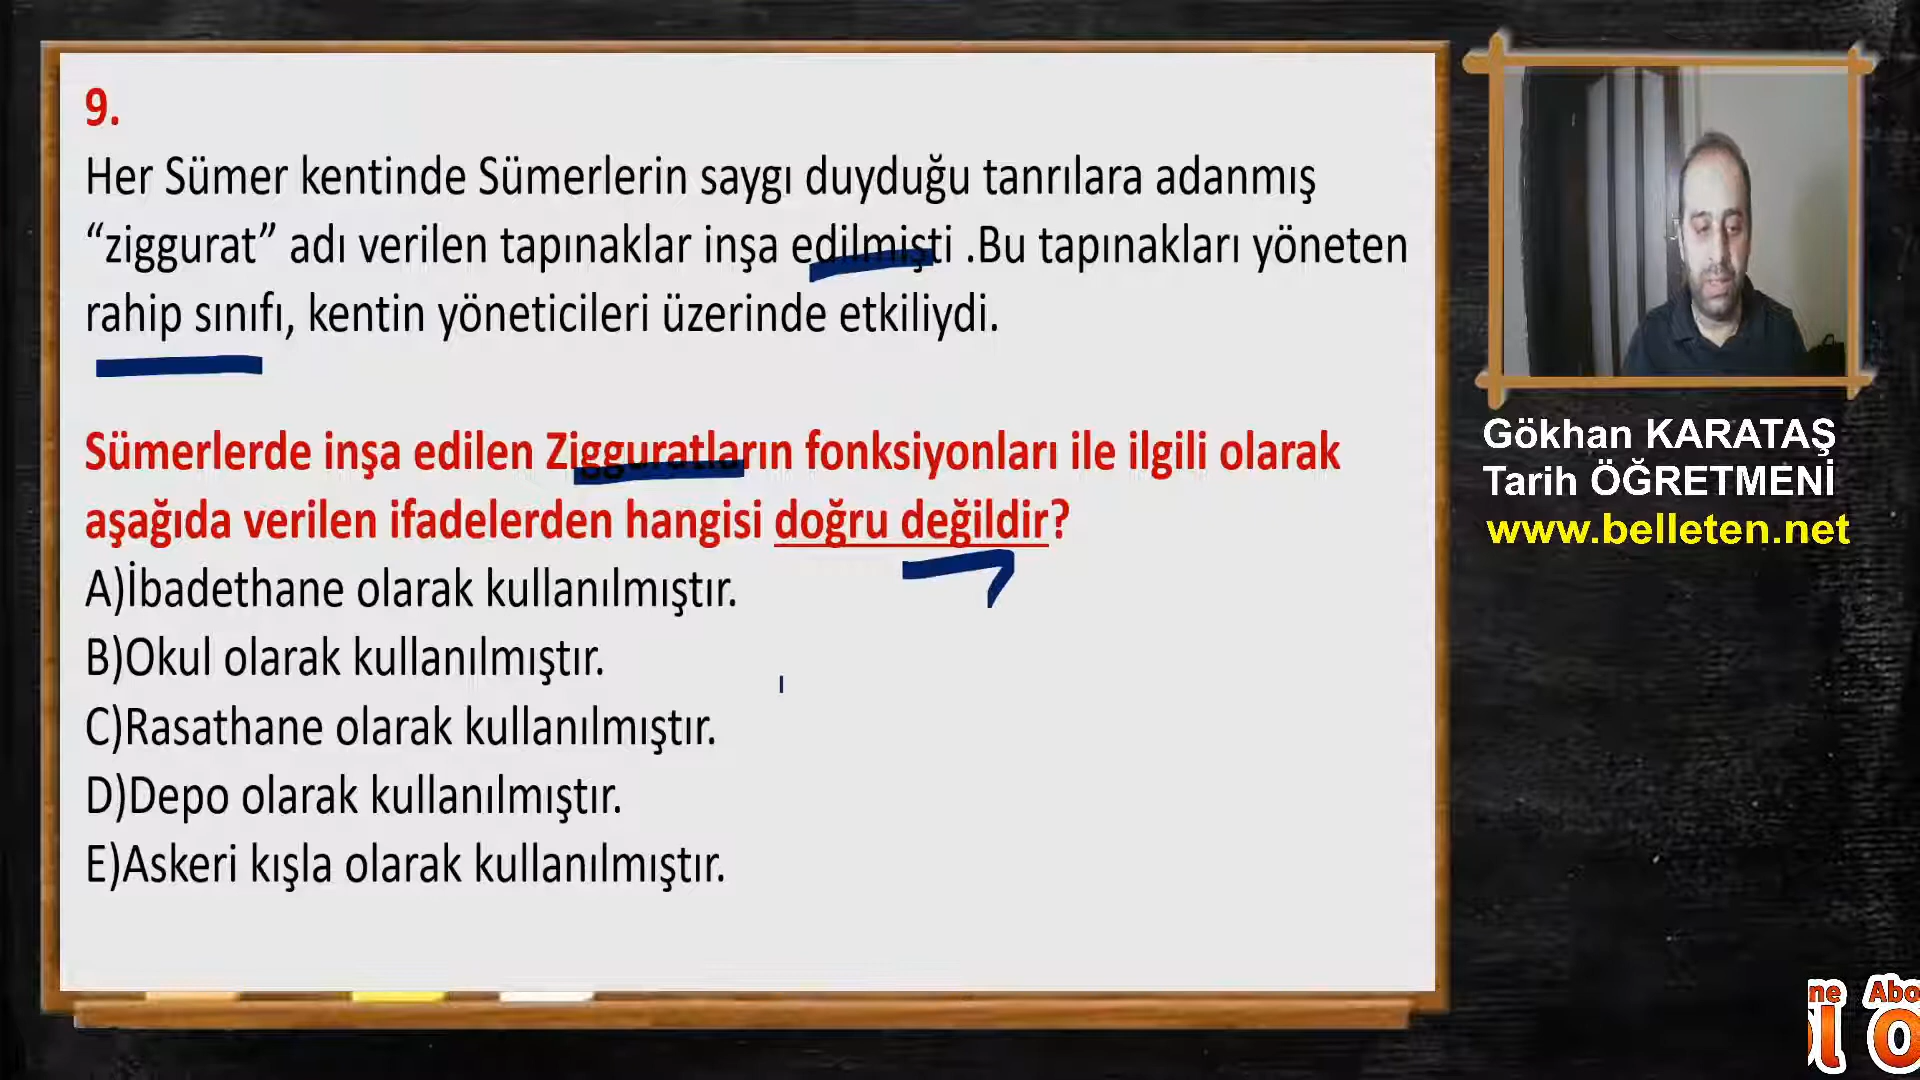 9.
Her Sümer kentinde Sümerlerin saygı duyduğu tanrılara adanmış
“ziggurat” adı verilen tapınaklar inşa edilmişti .Bu tapınakları yöneten
rahip sınıfı, kentin yöneticileri üzerinde etkiliydi.
Sümerlerde inşa edilen Zigguratların fonksiyonları ile ilgili olarak
aşağıda verilen ifadelerden hangisi doğru değildir?
A)İbadethane olarak kullanılmıştır.
B)Okul olarak kullanılmıştır.
C)Rasathane olarak kullanılmıştır.
D)Depo olarak kullanılmıştır.
E)Askeri kışla olarak kullanılmıştır.
Gökhan KARATAŞ
Tarih ÖĞRETMENİ
www.belleten.net
ne Abo